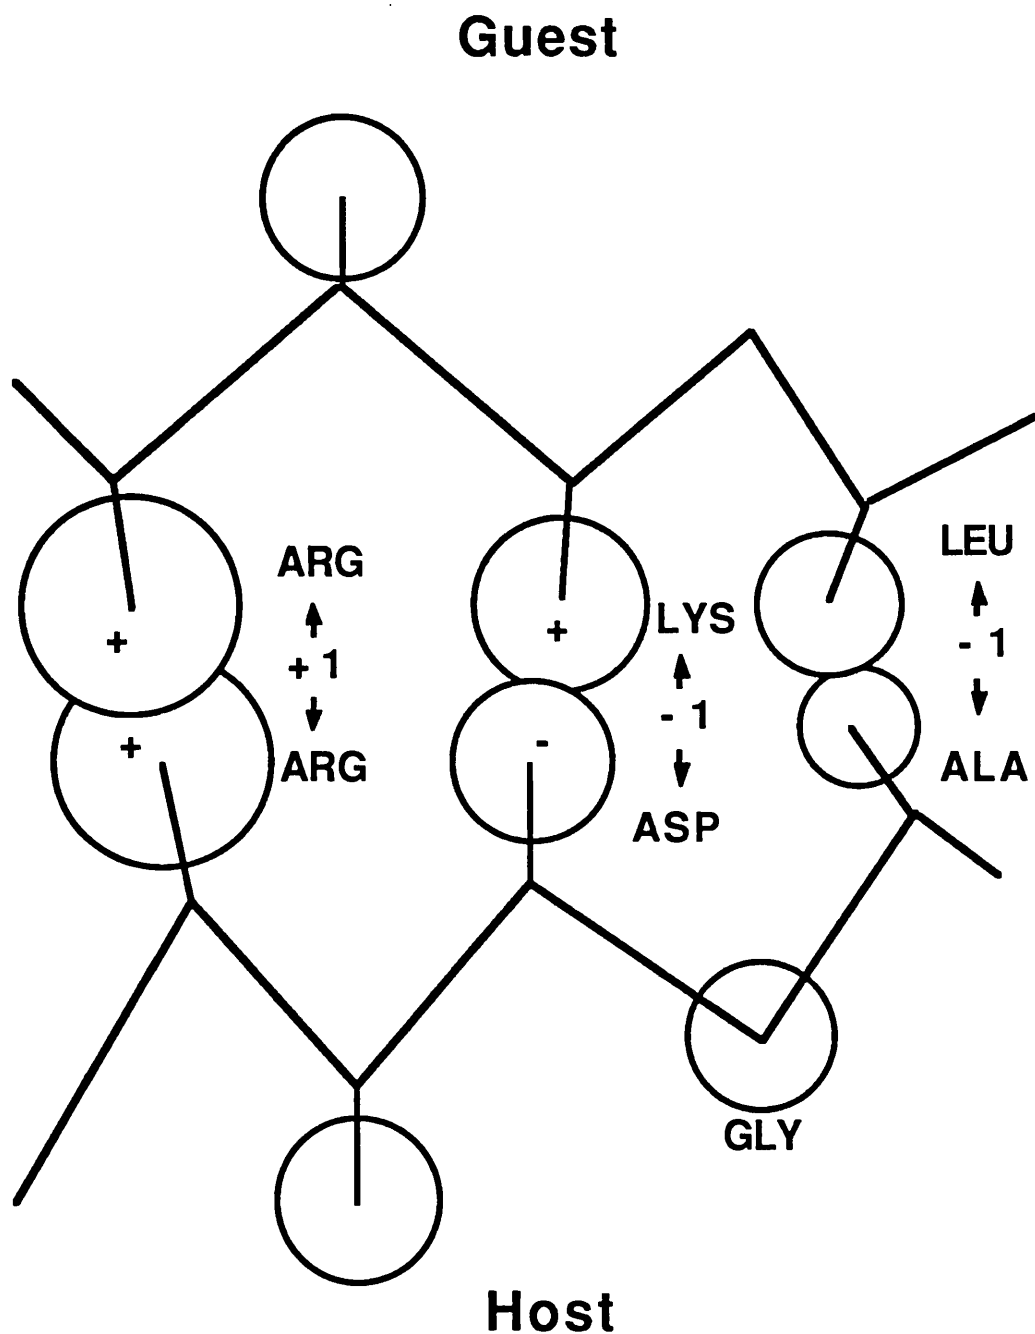 Guest
ARG
+ 1
ARG
+
+
LYS
- 1
ASP
+
-
LEU
- 1
ALA
GLY
Host